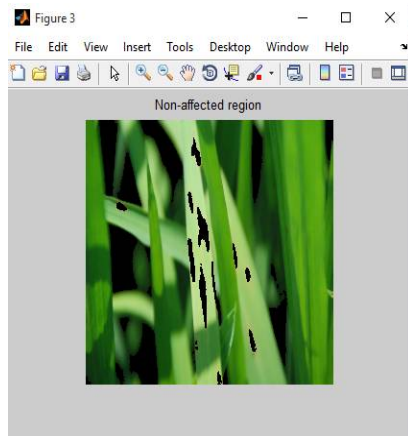 Figure 3
File Edit View Insert Tools Desktop Window Help
Non-affected region